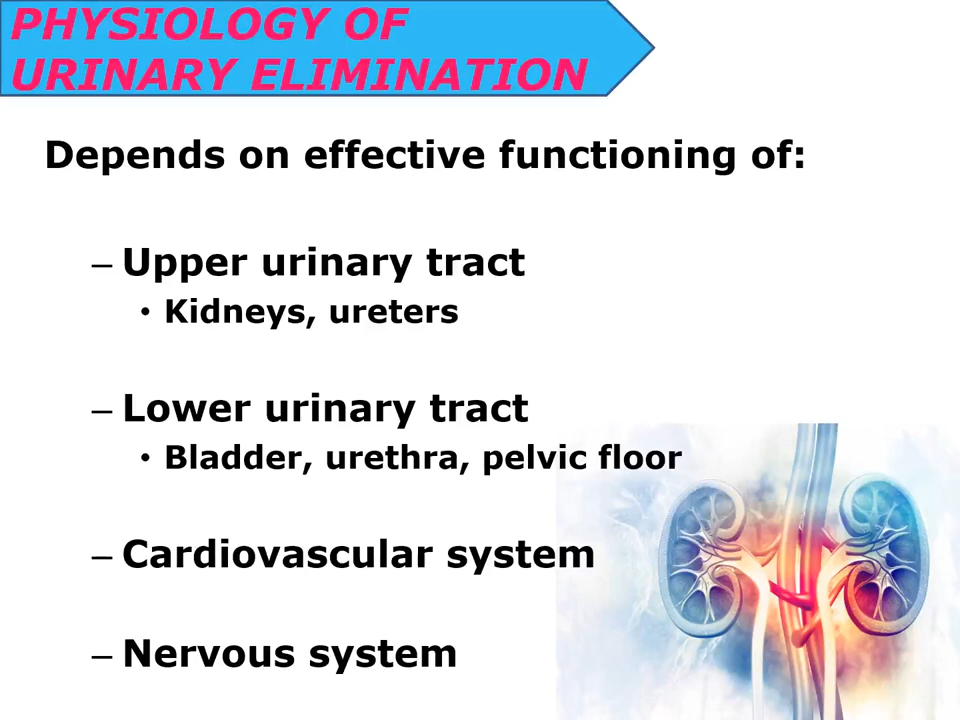 PHYSIOLOGY OF
URINARY ELIMINATION
Depends on effective functioning of:
– Upper urinary tract
• Kidneys, ureters
– Lower urinary tract
• Bladder, urethra, pelvic floor
– Cardiovascular system
– Nervous system